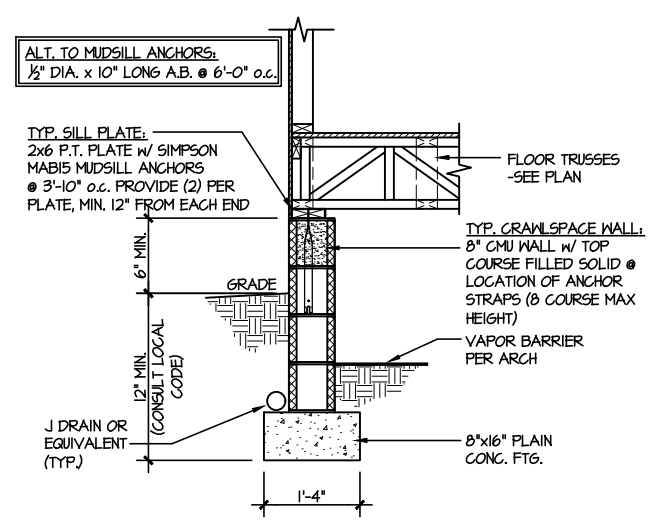 ALT. TO MUDSILL ANCHORS:
½" DIA. x 10" LONG A.B. @ 6'-0" o.c.
TYP. SILL PLATE:
2x6 P.T. PLATE w/ SIMPSON
MAB15 MUDSILL ANCHORS
@ 3'-10" o.c. PROVIDE (2) PER
PLATE, MIN. 12" FROM EACH END
FLOOR TRUSSES
-SEE PLAN
TYP. CRAWLSPACE WALL:
8" CMU WALL w/ TOP
COURSE FILLED SOLID @
LOCATION OF ANCHOR
STRAPS (8 COURSE MAX
HEIGHT)
6" MIN.
GRADE
VAPOR BARRIER
PER ARCH
12" MIN.
(CONSULT LOCAL
CODE)
J DRAIN OR
EQUIVALENT
(TYP.)
8"x16" PLAIN
CONC. FTG.
1'-4"